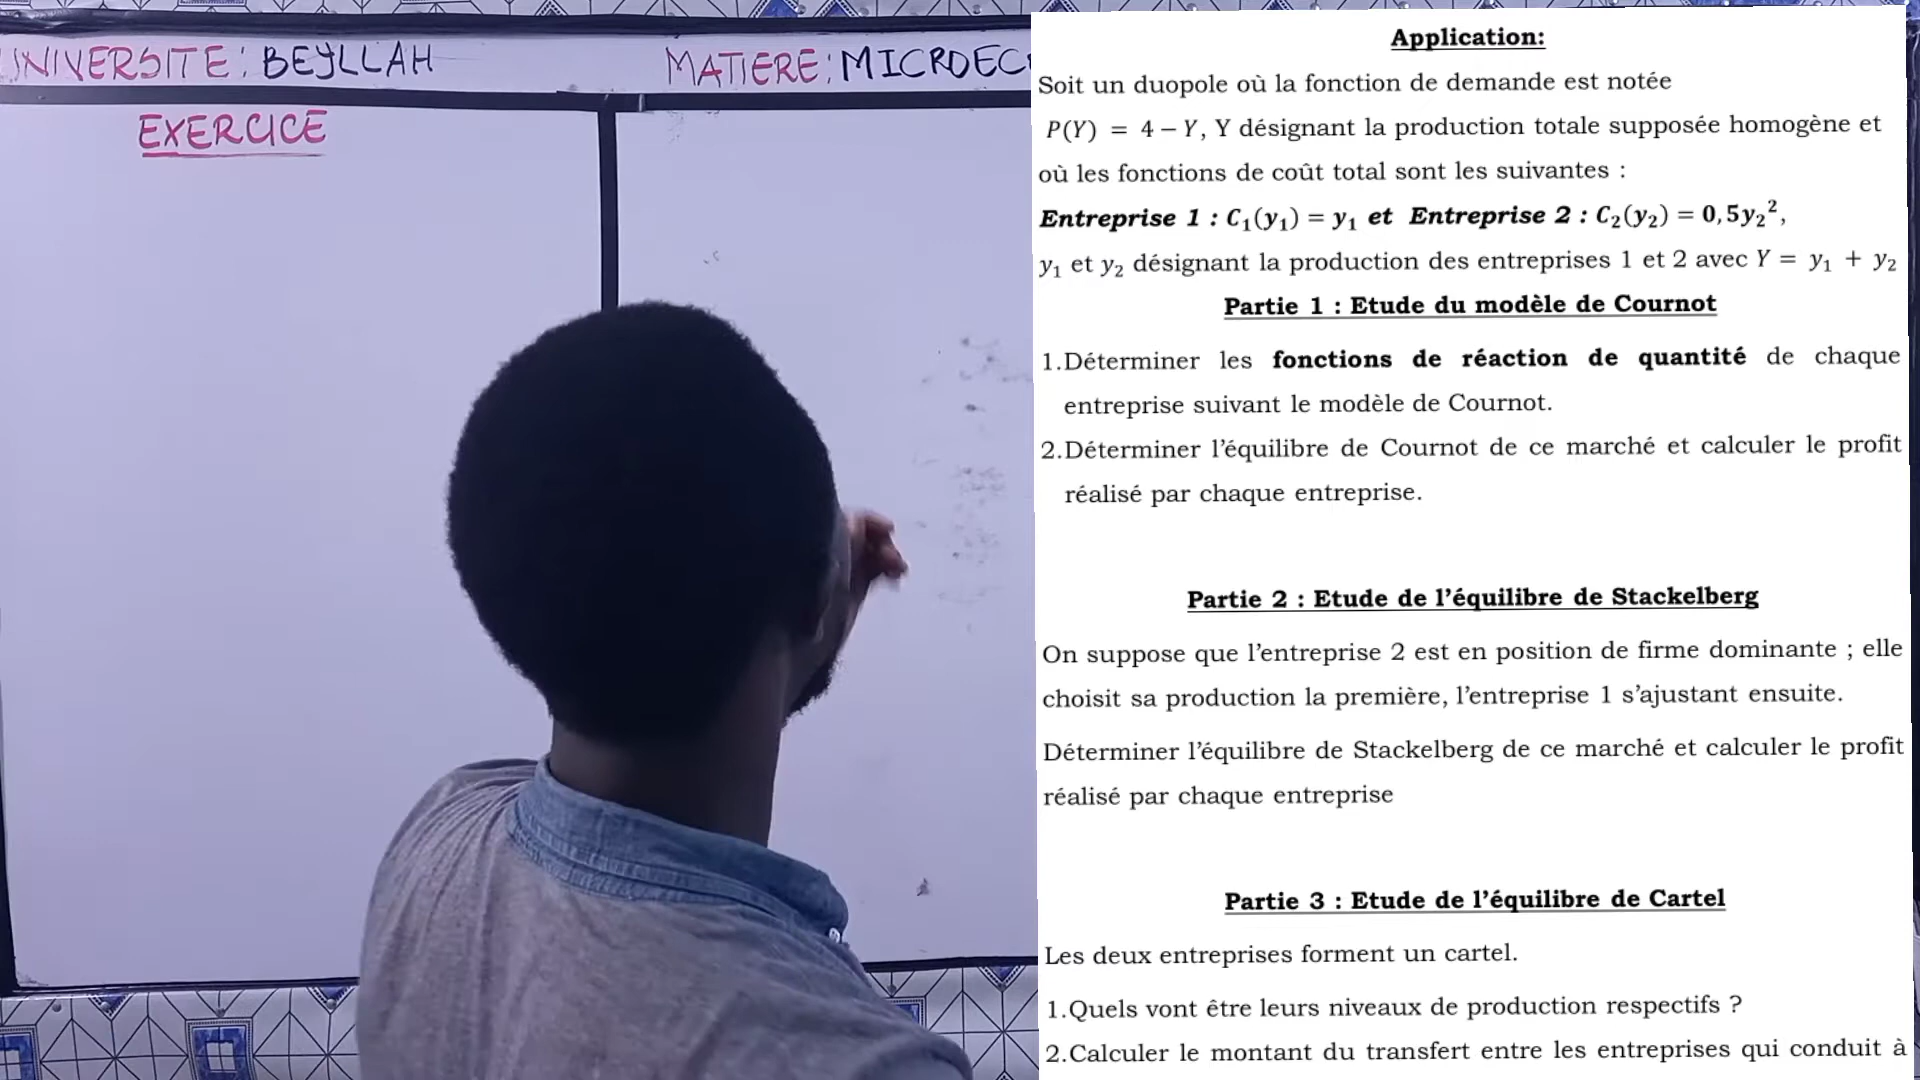 UNIVERSITE: BEYLLAH
MATIERE: MICROEC
EXERCICE
Application:
Soit un duopole où la fonction de demande est notée
P(Y) = 4 – Y, Y désignant la production totale supposée homogène et
où les fonctions de coût total sont les suivantes :
Entreprise 1 : C₁(y₁) = y₁ et Entreprise 2 : C₂(y₂) = 0,5y₂²,
y₁ et y₂ désignant la production des entreprises 1 et 2 avec Y = y₁ + y₂
Partie 1 : Etude du modèle de Cournot
1.Déterminer les fonctions de réaction de quantité de chaque
entreprise suivant le modèle de Cournot.
2.Déterminer l’équilibre de Cournot de ce marché et calculer le profit
réalisé par chaque entreprise.
Partie 2 : Etude de l’équilibre de Stackelberg
On suppose que l’entreprise 2 est en position de firme dominante ; elle
choisit sa production la première, l’entreprise 1 s’ajustant ensuite.
Déterminer l’équilibre de Stackelberg de ce marché et calculer le profit
réalisé par chaque entreprise
Partie 3 : Etude de l’équilibre de Cartel
Les deux entreprises forment un cartel.
1.Quels vont être leurs niveaux de production respectifs ?
2.Calculer le montant du transfert entre les entreprises qui conduit à